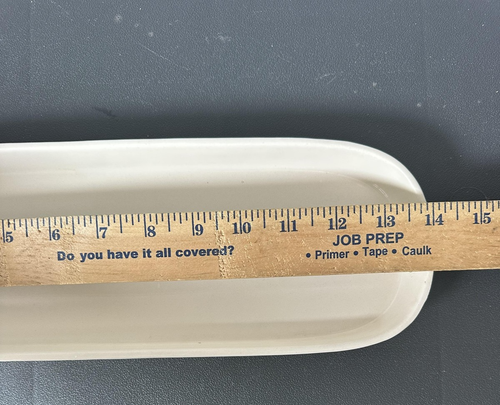 5 6 7 8 9 10 11 12 13 14 15
JOB PREP
Do you have it all covered?
• Primer • Tape • Caulk